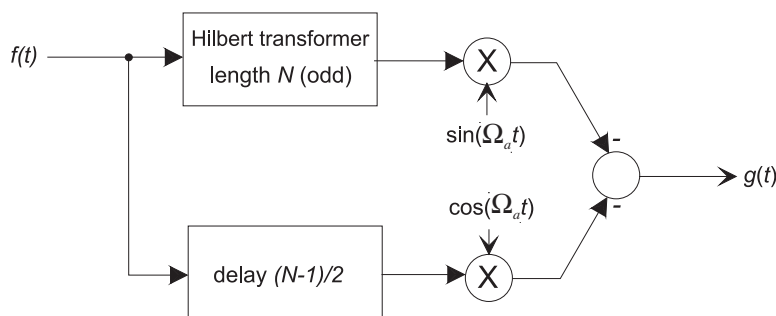 Hilbert transformer
length N (odd)
f(t)
X
sin(Ωₐt)
-
g(t)
cos(Ωₐt)
-
delay (N-1)/2
X